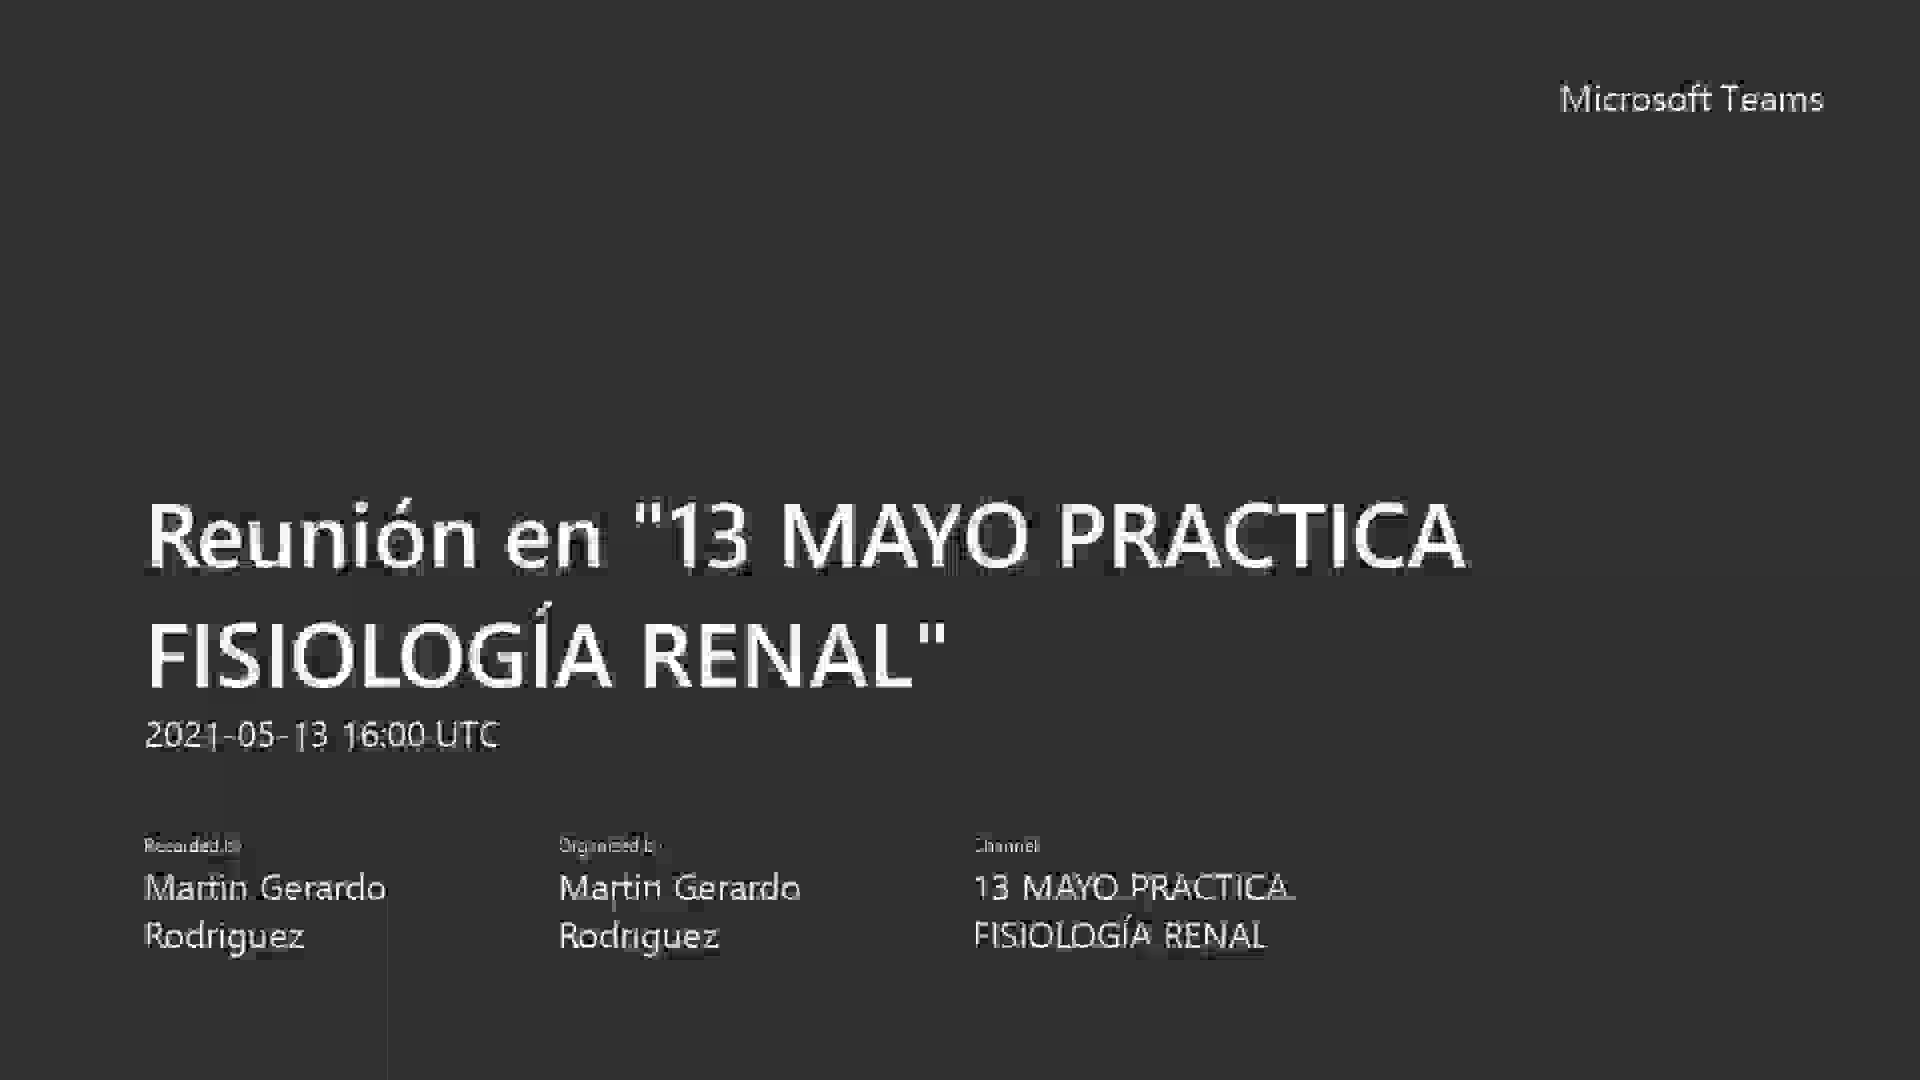 Microsoft Teams
Reunión en "13 MAYO PRACTICA
FISIOLOGÍA RENAL"
2021-05-13 16:00 UTC
Recorded by
Organized by
Channel
Martin Gerardo
Rodriguez
Martin Gerardo
Rodriguez
13 MAYO PRACTICA
FISIOLOGÍA RENAL